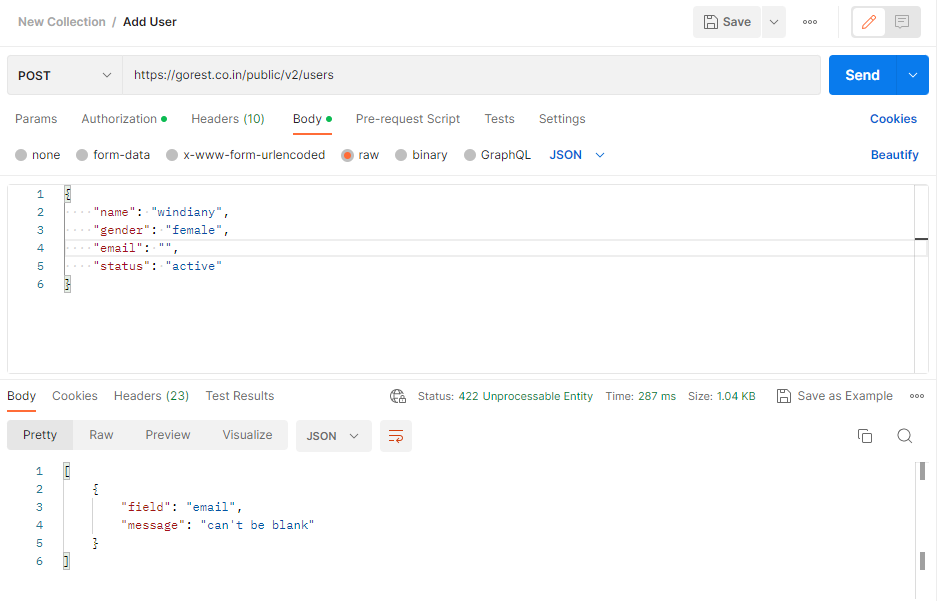 New Collection / Add User
Save
POST
https://gorest.co.in/public/v2/users
Send
Params Authorization Headers (10) Body Pre-request Script Tests Settings Cookies
none form-data x-www-form-urlencoded raw binary GraphQL JSON Beautify
1 {
2 "name": "windiany",
3 "gender": "female",
4 "email": "",
5 "status": "active"
6 }
Body Cookies Headers (23) Test Results Status: 422 Unprocessable Entity Time: 287 ms Size: 1.04 KB Save as Example
Pretty Raw Preview Visualize JSON
1 [
2 {
3 "field": "email",
4 "message": "can't be blank"
5 }
6 ]